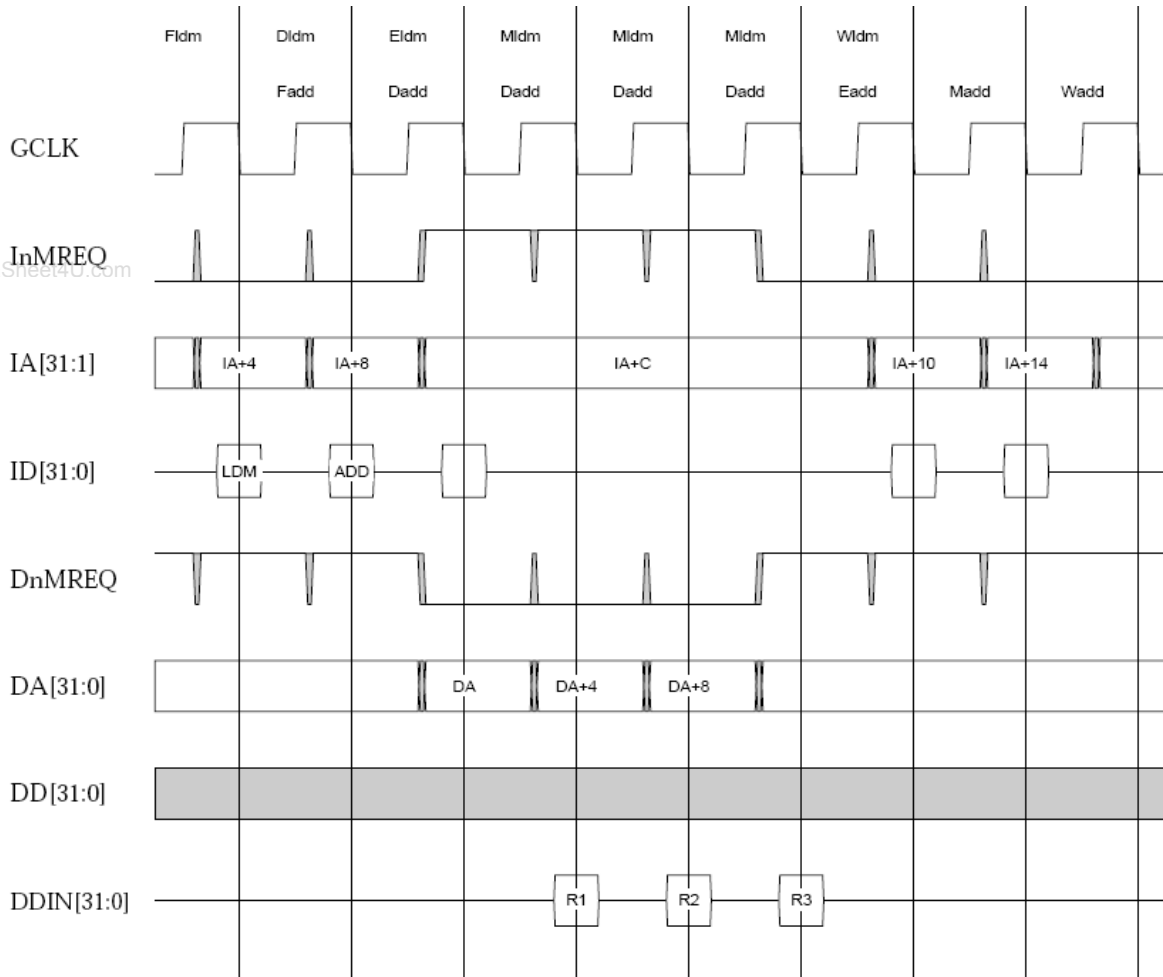 Fldm Dldm Eldm Mldm Mldm Mldm Wldm
Fadd Dadd Dadd Dadd Dadd Eadd Madd Wadd
GCLK
InMREQ
Sheet4U.com
IA[31:1] IA+4 IA+8 IA+C IA+10 IA+14
ID[31:0] LDM ADD
DnMREQ
DA[31:0] DA DA+4 DA+8
DD[31:0]
DDIN[31:0] R1 R2 R3